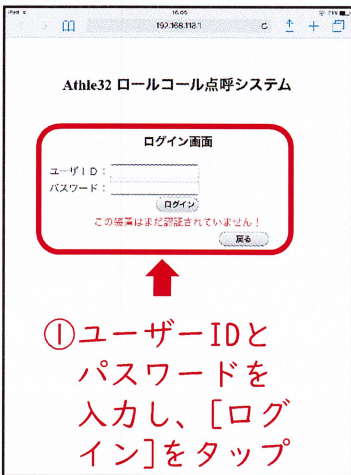 iPad
192.168.118.1
Athle32 ロールコール点呼システム
ログイン画面
ユーザID：
パスワード：
ログイン
この装置はまだ認証されていません！
戻る
①ユーザーIDと
パスワードを
入力し、[ログ
イン]をタップ